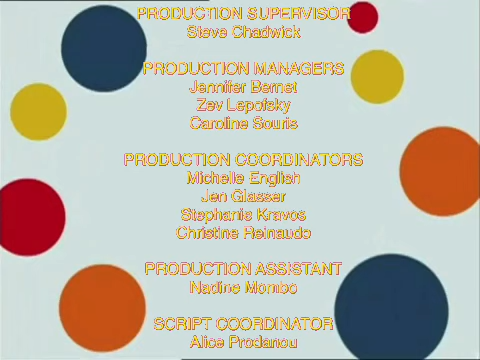 PRODUCTION SUPERVISOR
Steve Chadwick
PRODUCTION MANAGERS
Jennifer Bernet
Zev Lepofsky
Caroline Souris
PRODUCTION COORDINATORS
Michelle English
Jen Glasser
Stephanie Kravos
Christine Reinaudo
PRODUCTION ASSISTANT
Nadine Mombo
SCRIPT COORDINATOR
Alice Prodanou